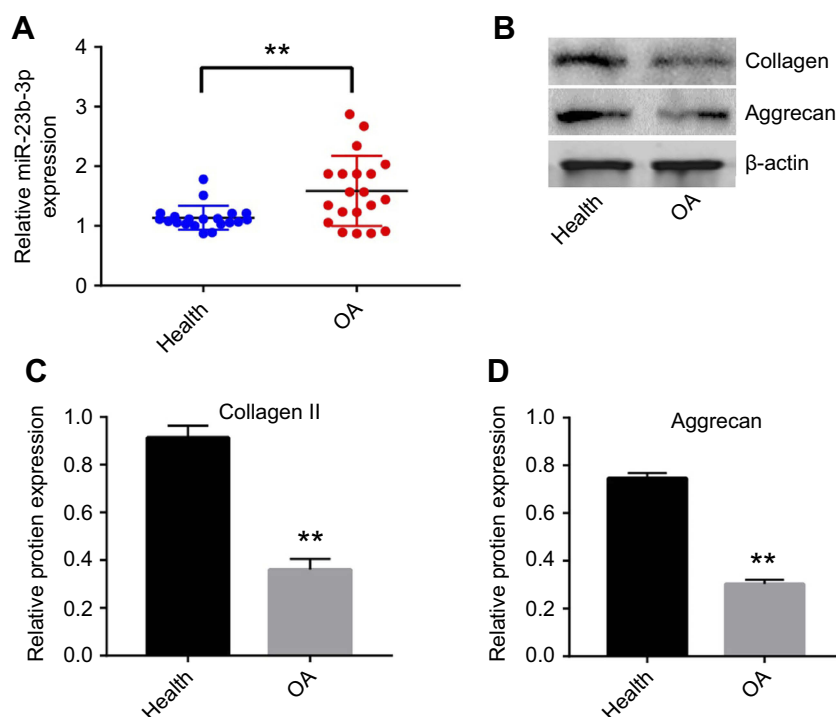 A
**
Relative miR-23b-3p
expression
4
3
2
1
0
Health
OA
B
Collagen
Aggrecan
β-actin
Health
OA
C
Collagen II
Relative protien expression
1.0
0.8
0.6
0.4
0.2
0.0
**
Health
OA
D
Aggrecan
Relative protien expression
1.0
0.8
0.6
0.4
0.2
0.0
**
Health
OA